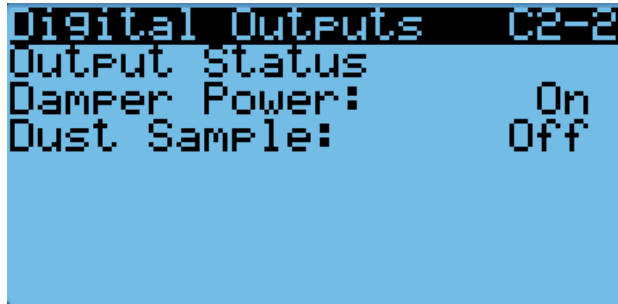 Digital Outputs C2-2
Output Status
Damper Power: On
Dust Sample: Off